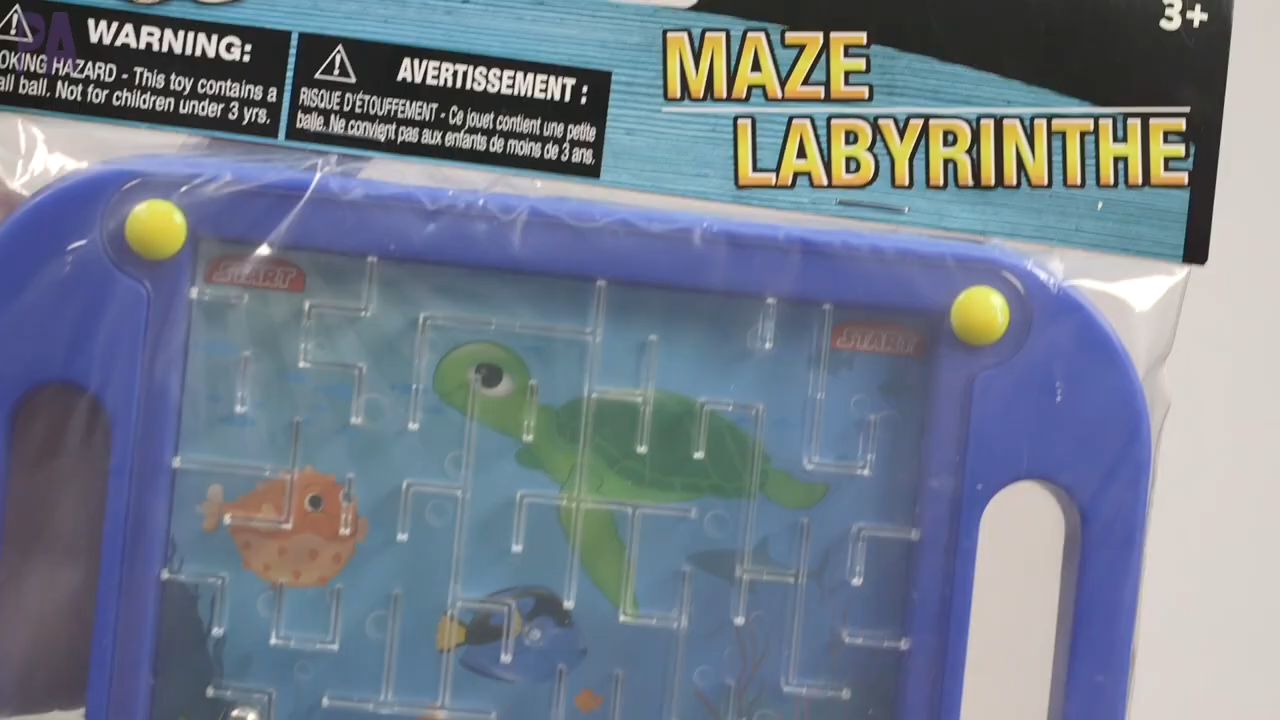 3+
MAZE
LABYRINTHE
WARNING:
OKING HAZARD - This toy contains a
all ball. Not for children under 3 yrs.
AVERTISSEMENT :
RISQUE D'ÉTOUFFEMENT - Ce jouet contient une petite
balle. Ne convient pas aux enfants de moins de 3 ans.
START
START
PA